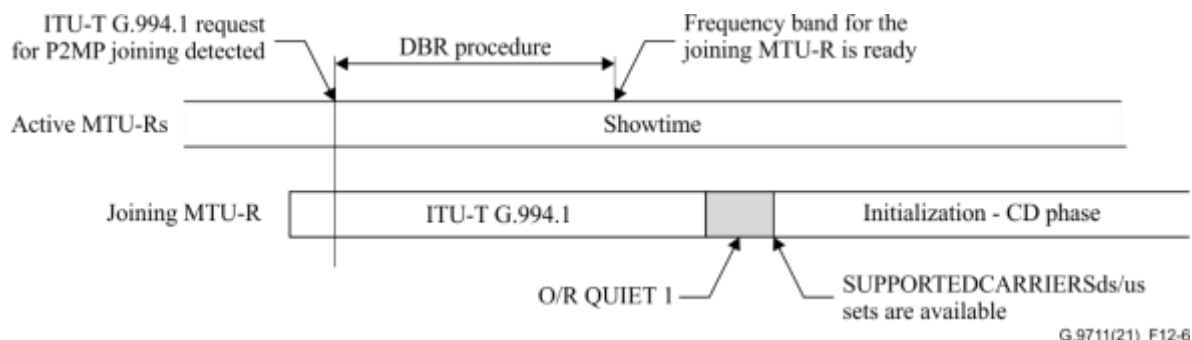 ITU-T G.994.1 request
for P2MP joining detected
DBR procedure
Frequency band for the
joining MTU-R is ready
Active MTU-Rs
Showtime
Joining MTU-R
ITU-T G.994.1
Initialization - CD phase
O/R QUIET 1
SUPPORTEDCARRIERSds/us
sets are available
G.9711(21)_F12-6